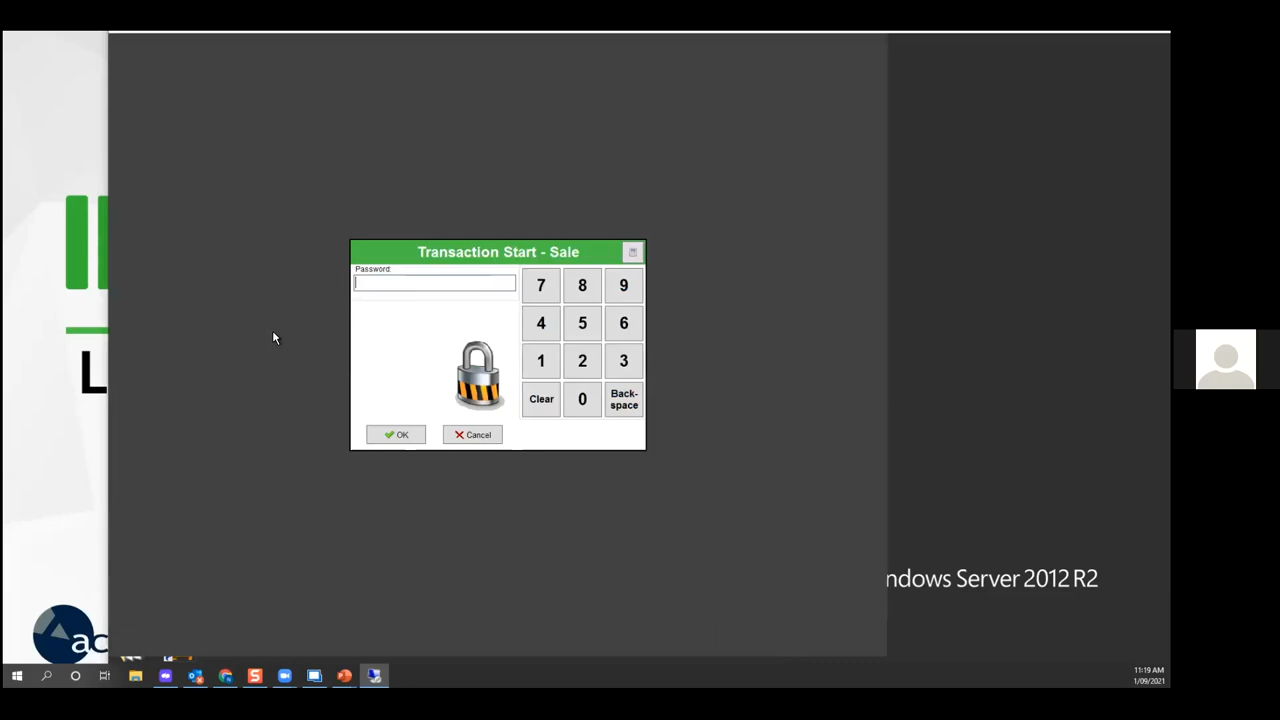 Transaction Start - Sale
Password:
7 8 9
4 5 6
1 2 3
Clear 0 Back-
space
OK Cancel
L
ndows Server 2012 R2
ac
11:19 AM
1/09/2021